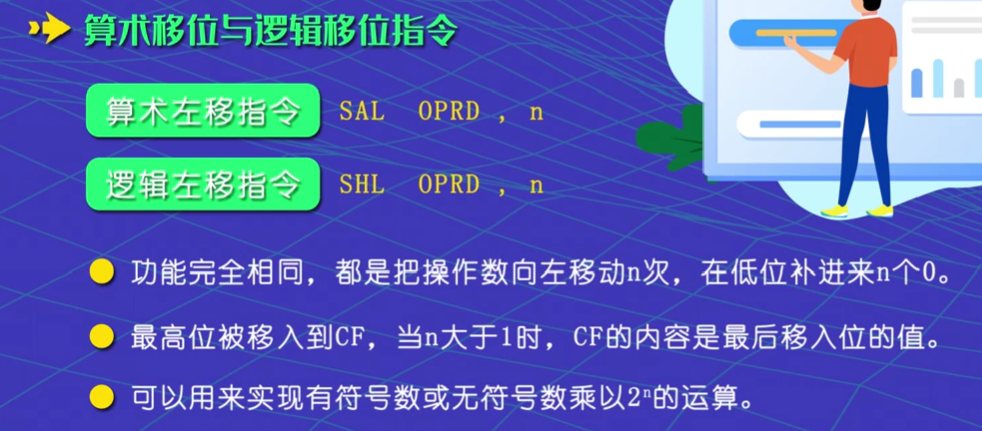 算术移位与逻辑移位指令
算术左移指令 SAL OPRD , n
逻辑左移指令 SHL OPRD , n
功能完全相同，都是把操作数向左移动n次，在低位补进来n个0。
最高位被移入到CF，当n大于1时，CF的内容是最后移入位的值。
可以用来实现有符号数或无符号数乘以2ⁿ的运算。